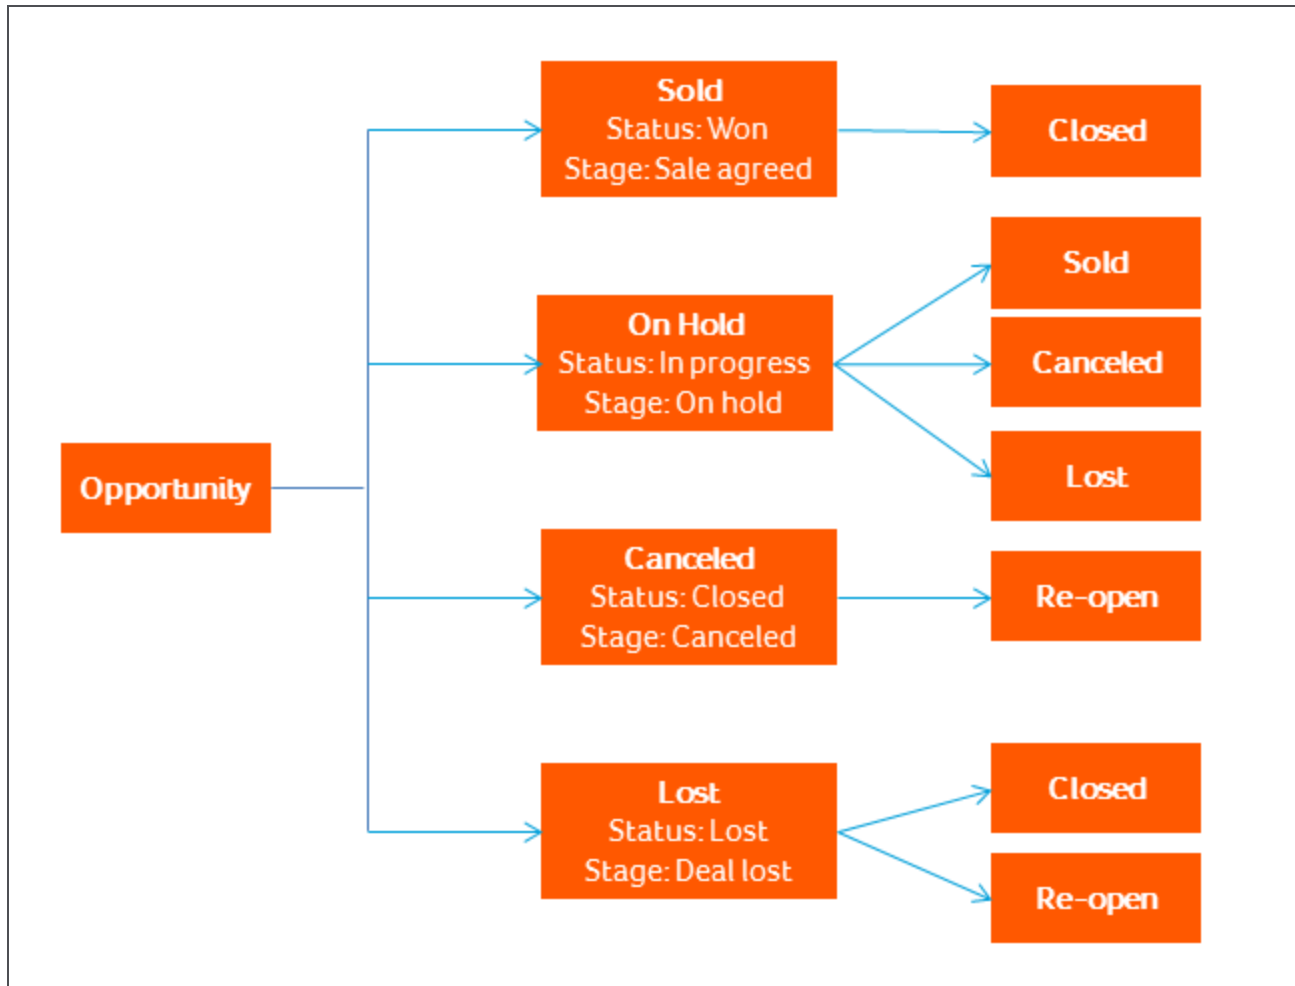 Opportunity
Sold
Status: Won
Stage: Sale agreed
Closed
On Hold
Status: In progress
Stage: On hold
Sold
Canceled
Lost
Canceled
Status: Closed
Stage: Canceled
Re-open
Lost
Status: Lost
Stage: Deal lost
Closed
Re-open